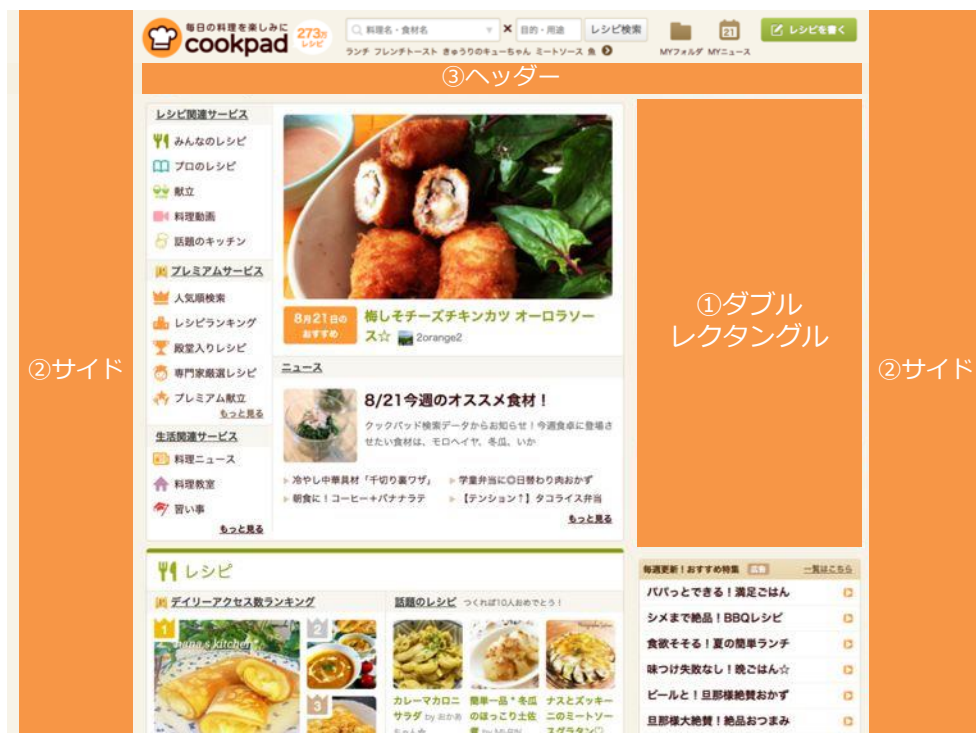 毎日の料理を楽しみに
cookpad
273万
レシピ
料理名・食材名
×
目的・用途
レシピ検索
21
レシピを書く
ランチ フレンチトースト きゅうりのキューちゃん ミートソース 魚
MYフォルダ MYニュース
③ヘッダー
②サイド
レシピ関連サービス
みんなのレシピ
プロのレシピ
献立
料理動画
話題のキッチン
プレミアムサービス
人気順検索
レシピランキング
殿堂入りレシピ
専門家厳選レシピ
プレミアム献立
もっと見る
生活関連サービス
料理ニュース
料理教室
習い事
もっと見る
8月21日の
おすすめ
梅しそチーズチキンカツ オーロラソー
ス☆ 2orange2
ニュース
8/21今週のオススメ食材！
クックパッド検索データからお知らせ！今週食卓に登場さ
せたい食材は、モロヘイヤ、冬瓜、いか
冷やし中華具材「千切り裏ワザ」
学童弁当に◎日替わり肉おかず
朝食に！コーヒー＋バナナラテ
【テンション↑】タコライス弁当
もっと見る
①ダブル
レクタングル
②サイド
レシピ
デイリーアクセス数ランキング
1
hana's kitchen
2
3
話題のレシピ つくれぽ10人おめでとう！
カレーマカロニ
サラダ by おかあ
簡単一品＊冬瓜
のほっこり土佐
ナスとズッキー
ニのミートソー
スグラタン♡
毎週更新！おすすめ特集 広告 一覧はこちら
パパっとできる！満足ごはん
シメまで絶品！BBQレシピ
食欲そそる！夏の簡単ランチ
味つけ失敗なし！晩ごはん☆
ビールと！旦那様絶賛おかず
旦那様大絶賛！絶品おつまみ